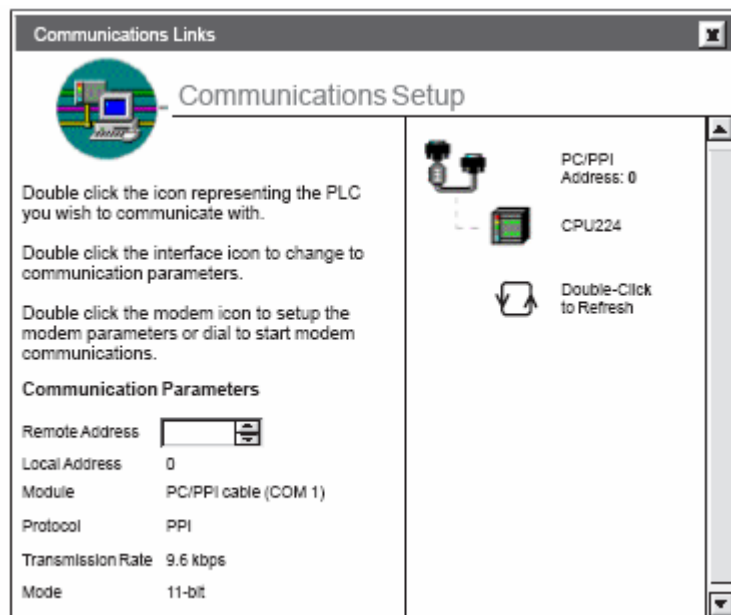 Communications Links
Communications Setup
Double click the icon representing the PLC
you wish to communicate with.
Double click the interface icon to change to
communication parameters.
Double click the modem icon to setup the
modem parameters or dial to start modem
communications.
Communication Parameters
Remote Address
Local Address 0
Module PC/PPI cable (COM 1)
Protocol PPI
Transmission Rate 9.6 kbps
Mode 11-bit
PC/PPI
Address: 0
CPU224
Double-Click
to Refresh